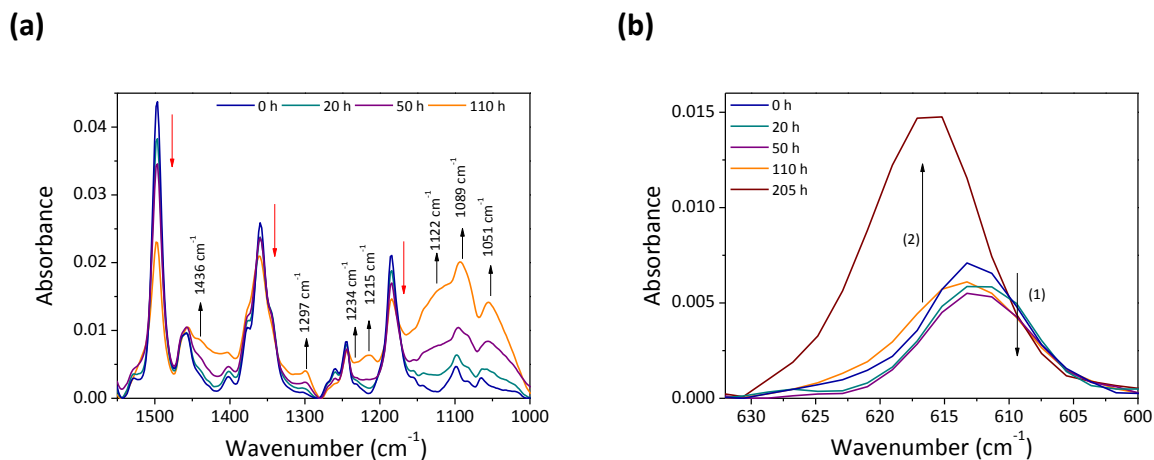 (a)
(b)
0 h
20 h
50 h
110 h
1436 cm⁻¹
1297 cm⁻¹
1234 cm⁻¹
1215 cm⁻¹
1122 cm⁻¹
1089 cm⁻¹
1051 cm⁻¹
0.04
0.03
0.02
0.01
0.00
Absorbance
1500
1400
1300
1200
1100
1000
Wavenumber (cm⁻¹)
0 h
20 h
50 h
110 h
205 h
(2)
(1)
0.015
0.010
0.005
0.000
Absorbance
630
625
620
615
610
605
600
Wavenumber (cm⁻¹)